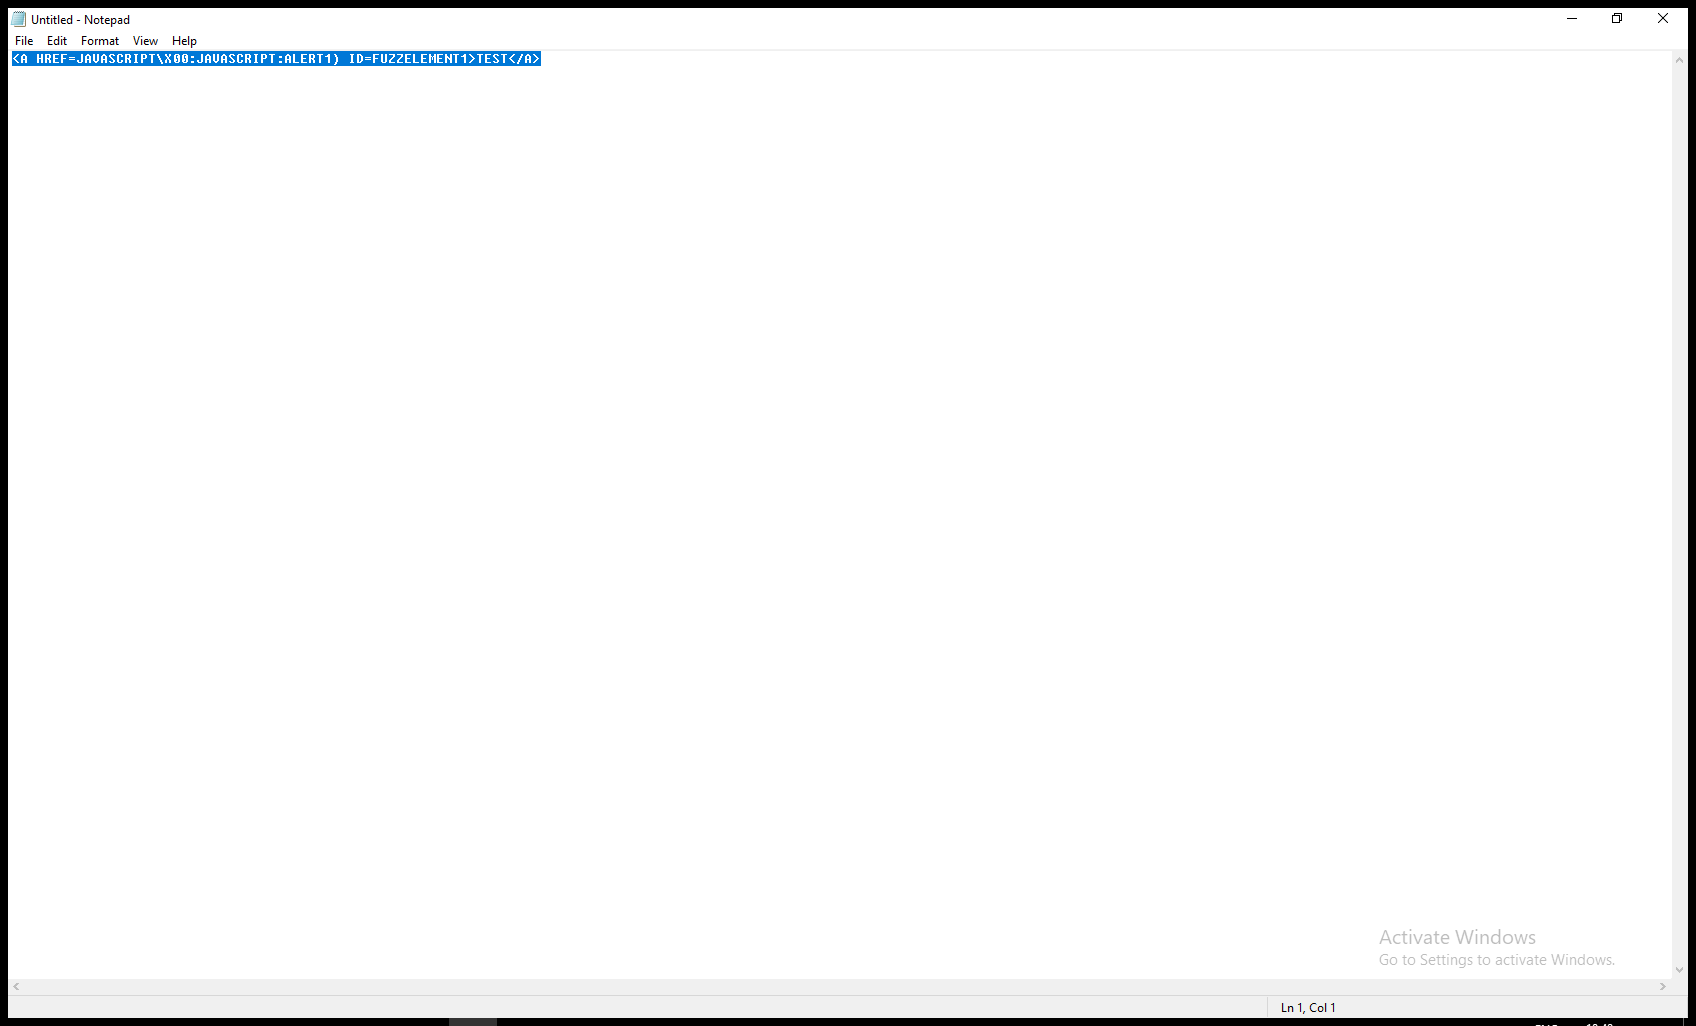 Untitled - Notepad
File Edit Format View Help
<A HREF=JAVASCRIPT\X00:JAVASCRIPT:ALERT1) ID=FUZZELEMENT1>TEST</A>
Activate Windows
Go to Settings to activate Windows.
Ln 1, Col 1